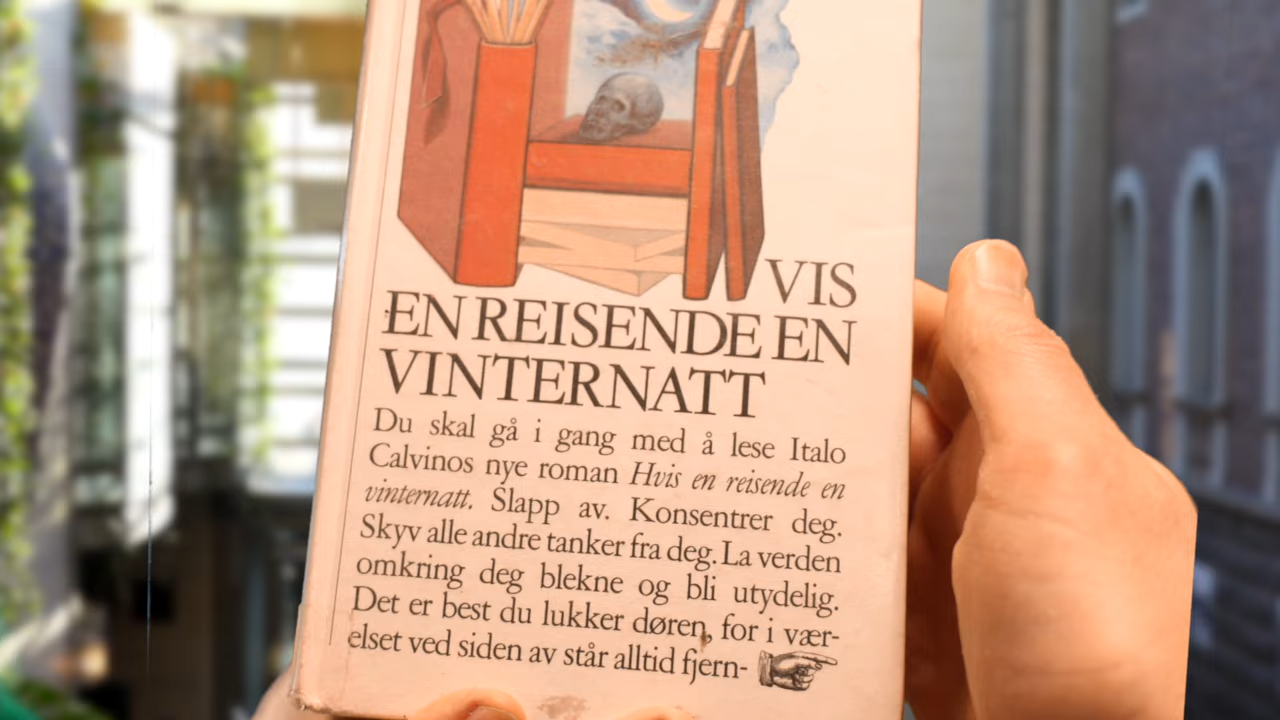 VIS
EN REISENDE EN
VINTERNATT
Du skal gå i gang med å lese Italo
Calvinos nye roman Hvis en reisende en
vinternatt. Slapp av. Konsentrer deg.
Skyv alle andre tanker fra deg. La verden
omkring deg blekne og bli utydelig.
Det er best du lukker døren, for i vær-
elset ved siden av står alltid fjern-